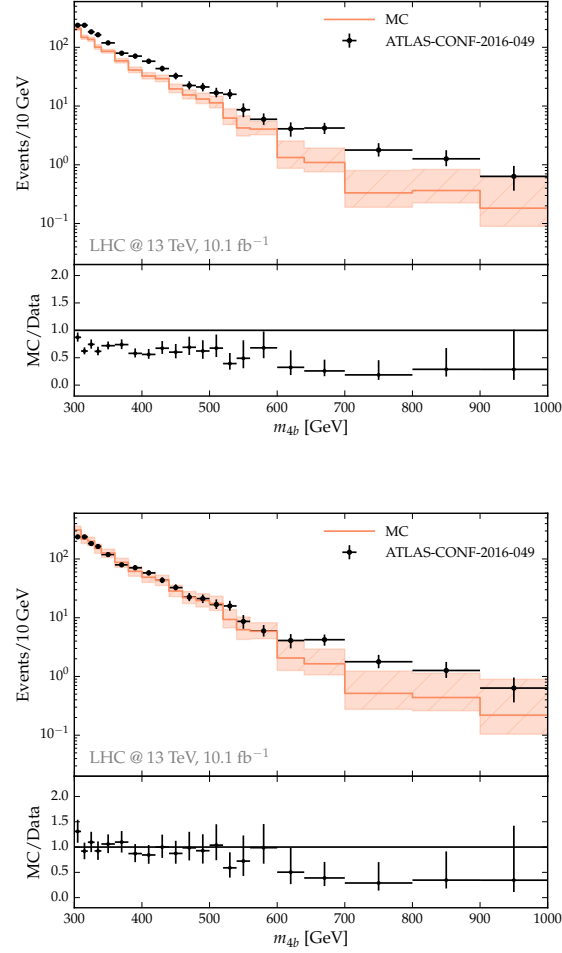 Events/10 GeV
10²
10¹
10⁰
10⁻¹
MC
ATLAS-CONF-2016-049
LHC @ 13 TeV, 10.1 fb⁻¹
MC/Data
2.0
1.5
1.0
0.5
0.0
300 400 500 600 700 800 900 1000
m₄b [GeV]
Events/10 GeV
10²
10¹
10⁰
10⁻¹
MC
ATLAS-CONF-2016-049
LHC @ 13 TeV, 10.1 fb⁻¹
MC/Data
2.0
1.5
1.0
0.5
0.0
300 400 500 600 700 800 900 1000
m₄b [GeV]